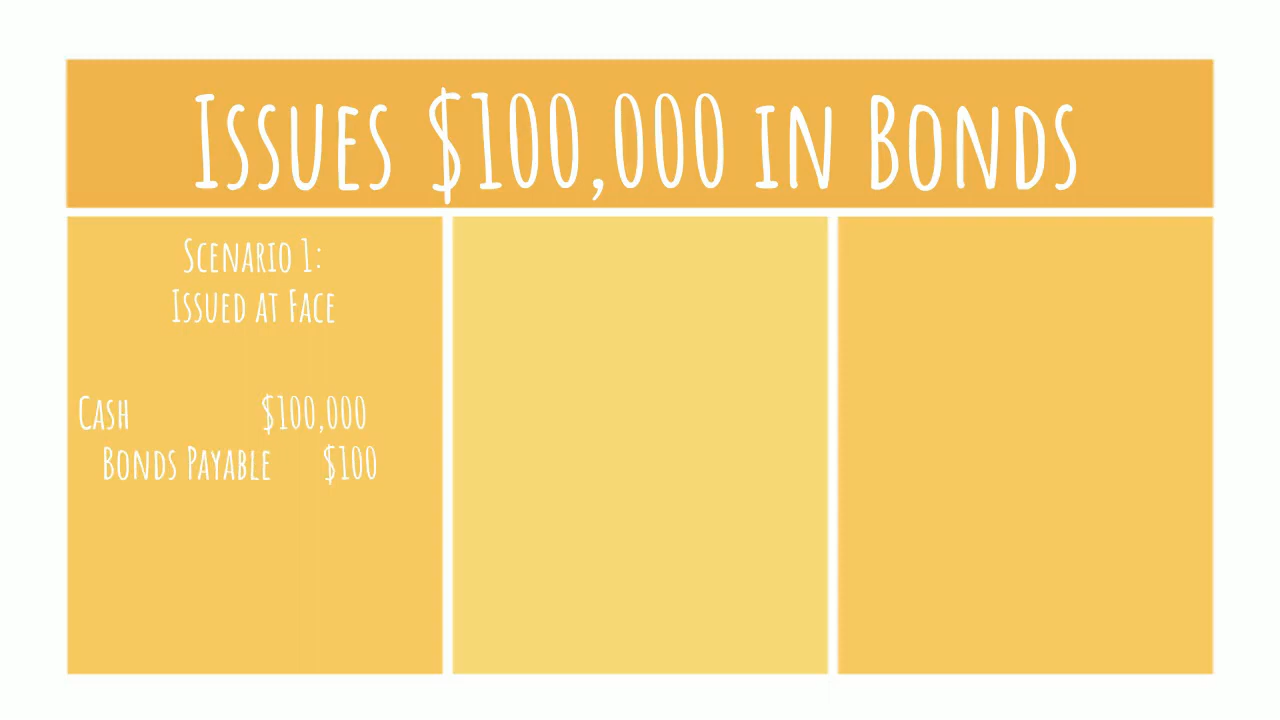 Issues $100,000 in Bonds
Scenario 1:
Issued at Face
Cash $100,000
Bonds Payable $100